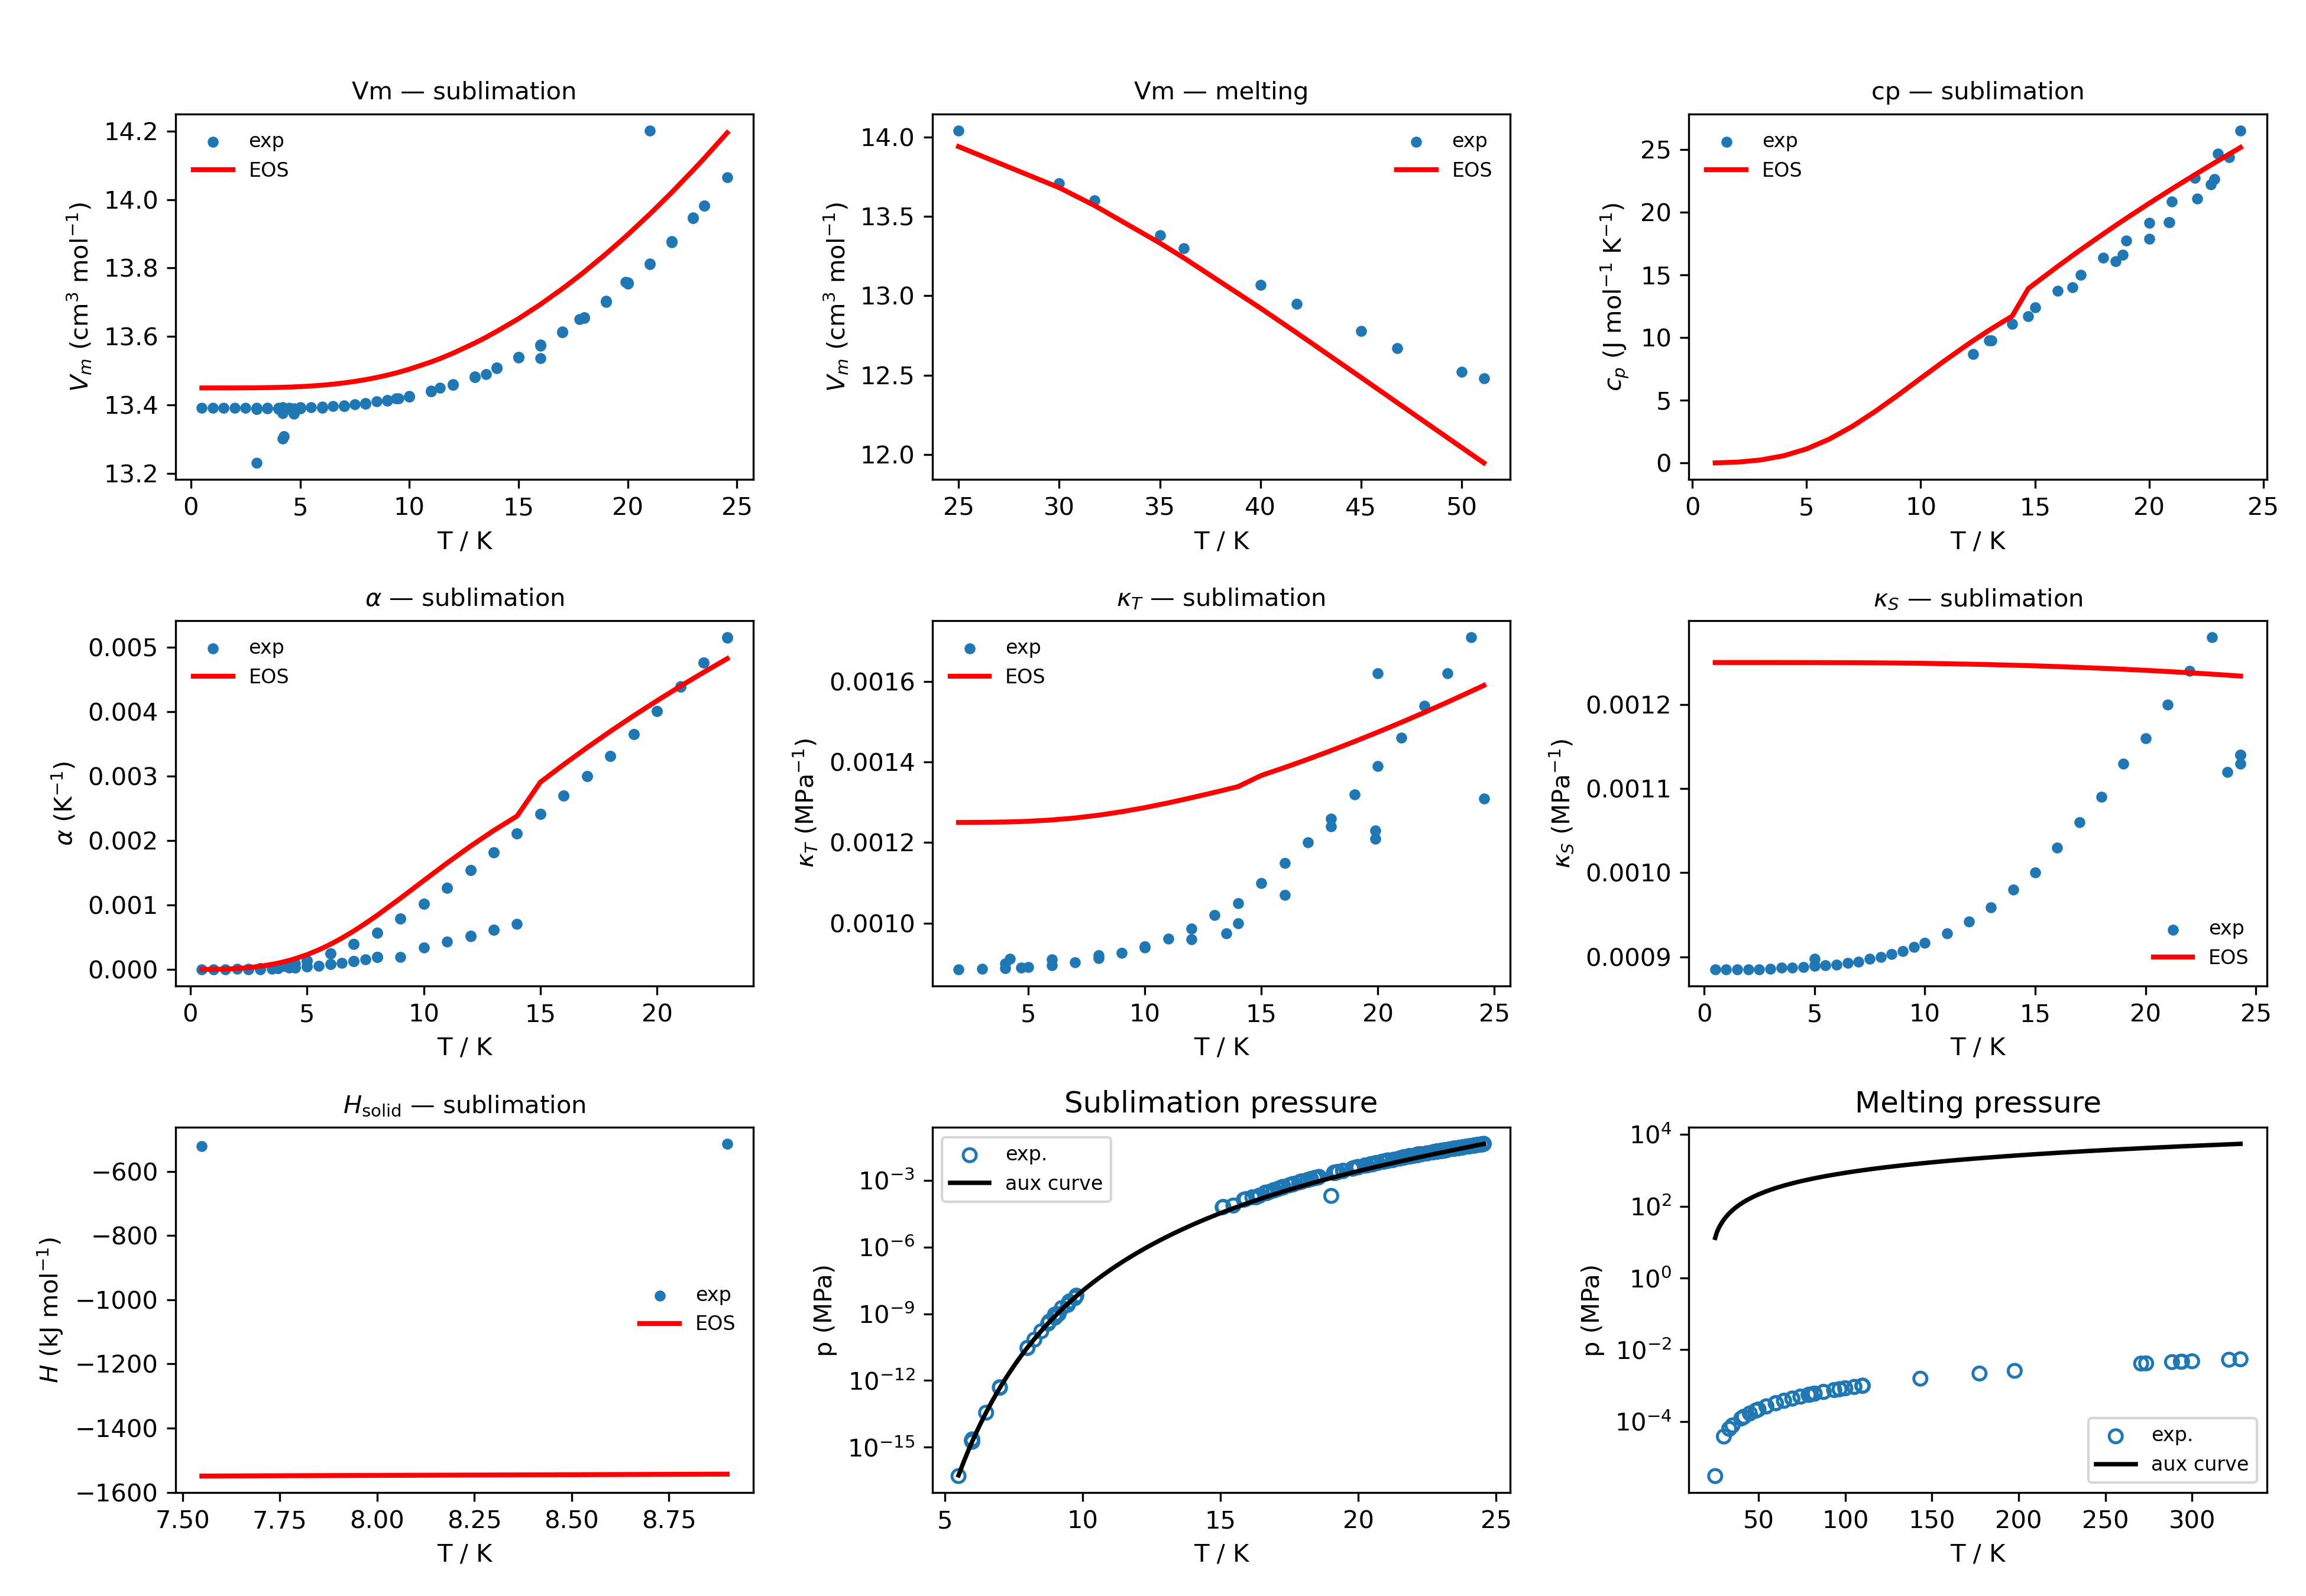 Vm — sublimation
14.2
14.0
13.8
13.6
13.4
13.2
0 5 10 15 20 25
V_m (cm³ mol⁻¹)
T / K
exp
EOS
Vm — melting
14.0
13.5
13.0
12.5
12.0
25 30 35 40 45 50
V_m (cm³ mol⁻¹)
T / K
exp
EOS
cp — sublimation
25
20
15
10
5
0
0 5 10 15 20 25
c_p (J mol⁻¹ K⁻¹)
T / K
exp
EOS
α — sublimation
0.005
0.004
0.003
0.002
0.001
0.000
0 5 10 15 20
α (K⁻¹)
T / K
exp
EOS
κ_T — sublimation
0.0016
0.0014
0.0012
0.0010
5 10 15 20 25
κ_T (MPa⁻¹)
T / K
exp
EOS
κ_S — sublimation
0.0012
0.0011
0.0010
0.0009
0 5 10 15 20 25
κ_S (MPa⁻¹)
T / K
exp
EOS
H_solid — sublimation
−600
−800
−1000
−1200
−1400
−1600
7.50 7.75 8.00 8.25 8.50 8.75
H (kJ mol⁻¹)
T / K
exp
EOS
Sublimation pressure
10⁻³
10⁻⁶
10⁻⁹
10⁻¹²
10⁻¹⁵
5 10 15 20 25
p (MPa)
T / K
exp.
aux curve
Melting pressure
10⁴
10²
10⁰
10⁻²
10⁻⁴
50 100 150 200 250 300
p (MPa)
T / K
exp.
aux curve